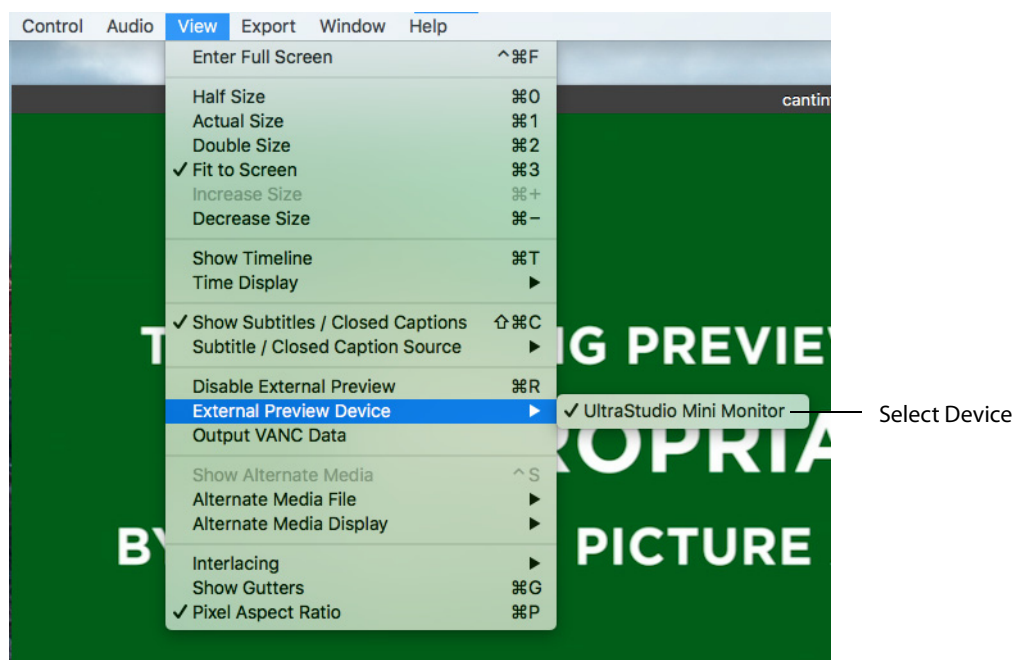 Control Audio View Export Window Help
Enter Full Screen ^⌘F
cantin
Half Size ⌘0
Actual Size ⌘1
Double Size ⌘2
✓ Fit to Screen ⌘3
Increase Size ⌘+
Decrease Size ⌘−
Show Timeline ⌘T
Time Display ▶
✓ Show Subtitles / Closed Captions ⇧⌘C
T G PREVIE
Subtitle / Closed Caption Source ▶
Disable External Preview ⌘R
External Preview Device ▶ ✓ UltraStudio Mini Monitor Select Device
Output VANC Data
OPRIA
Show Alternate Media ^S
Alternate Media File ▶
Alternate Media Display ▶
BY PICTURE
Interlacing ▶
Show Gutters ⌘G
✓ Pixel Aspect Ratio ⌘P